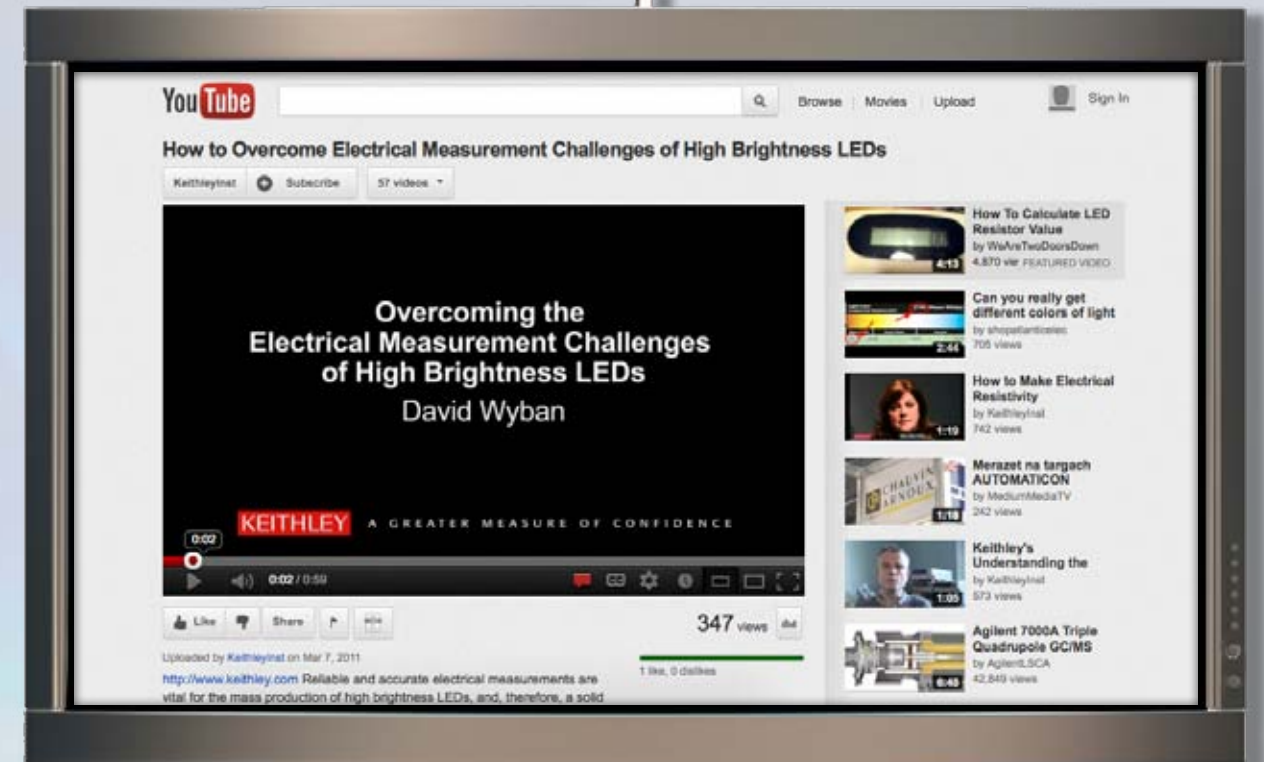 YouTube
Browse Movies Upload Sign In
How to Overcome Electrical Measurement Challenges of High Brightness LEDs
KeithleyInst Subscribe 57 videos
Overcoming the
Electrical Measurement Challenges
of High Brightness LEDs
David Wyban
KEITHLEY A GREATER MEASURE OF CONFIDENCE
0:02
0:02 / 0:59
Like Share
347 views
Uploaded by KeithleyInst on Mar 7, 2011
1 like, 0 dislikes
http://www.keithley.com Reliable and accurate electrical measurements are
vital for the mass production of high brightness LEDs, and, therefore, a solid
How To Calculate LED
Resistor Value
by WeAreTwoDoorsDown
4,870 vier FEATURED VIDEO
4:13
Can you really get
different colors of light
by shopatlanticelec
705 views
2:44
How to Make Electrical
Resistivity
by KeithleyInst
742 views
1:19
Merazet na targach
AUTOMATICON
by MediumMediaTV
242 views
CHAUVIN
ARNOUX
1:18
Keithley's
Understanding the
by KeithleyInst
573 views
1:05
Agilent 7000A Triple
Quadrupole GC/MS
by AgilentLSCA
42,849 views
6:45